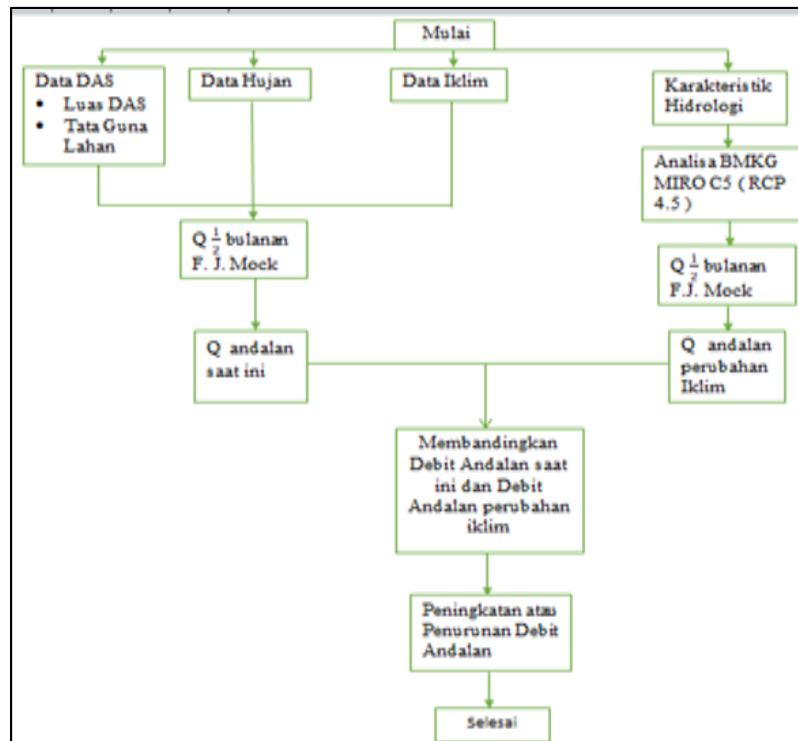 Mulai
Data DAS
• Luas DAS
• Tata Guna
Lahan
Data Hujan
Data Iklim
Karakteristik
Hidrologi
Analisa BMKG
MIRO C5 ( RCP
4.5 )
Q 1/2 bulanan
F. J. Mock
Q 1/2 bulanan
F.J. Mock
Q andalan
saat ini
Q andalan
perubahan
Iklim
Membandingkan
Debit Andalan saat
ini dan Debit
Andalan perubahan
iklim
Peningkatan atau
Penurunan Debit
Andalan
Selesai